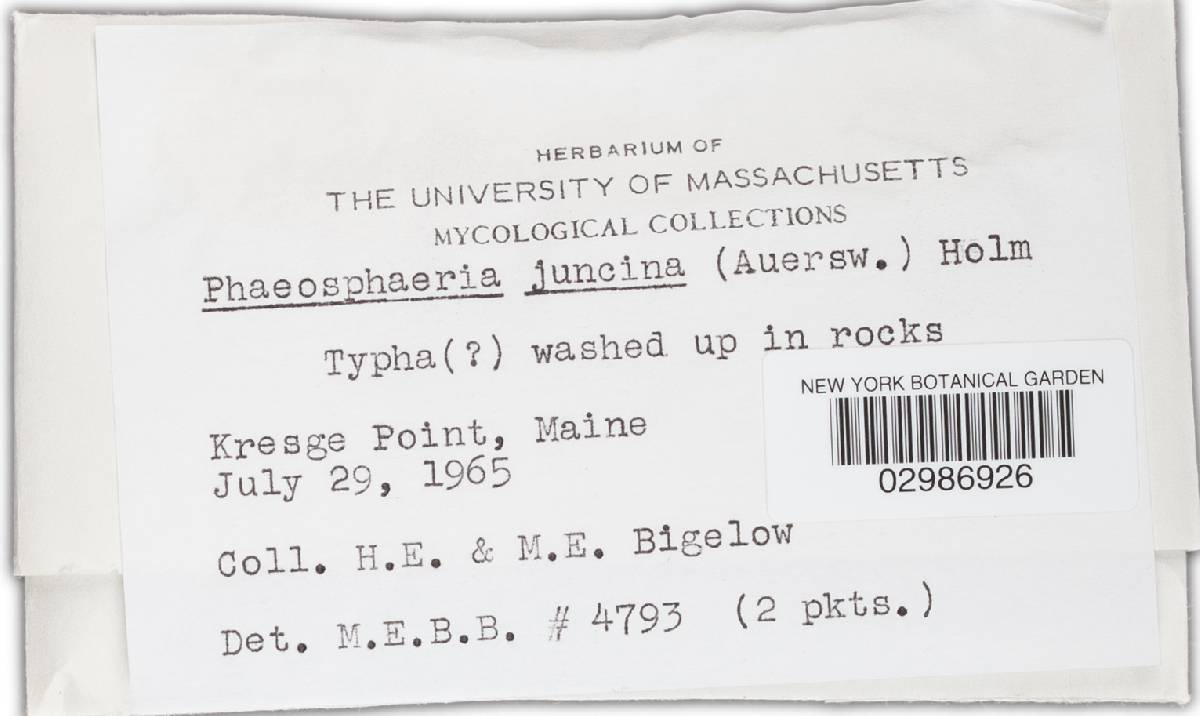 HERBARIUM OF
THE UNIVERSITY OF MASSACHUSETTS
MYCOLOGICAL COLLECTIONS
Phaeosphaeria juncina (Auersw.) Holm
Typha(?) washed up in rocks
NEW YORK BOTANICAL GARDEN
02986926
Kresge Point, Maine
July 29, 1965
Coll. H.E. & M.E. Bigelow
Det. M.E.B.B. # 4793 (2 pkts.)